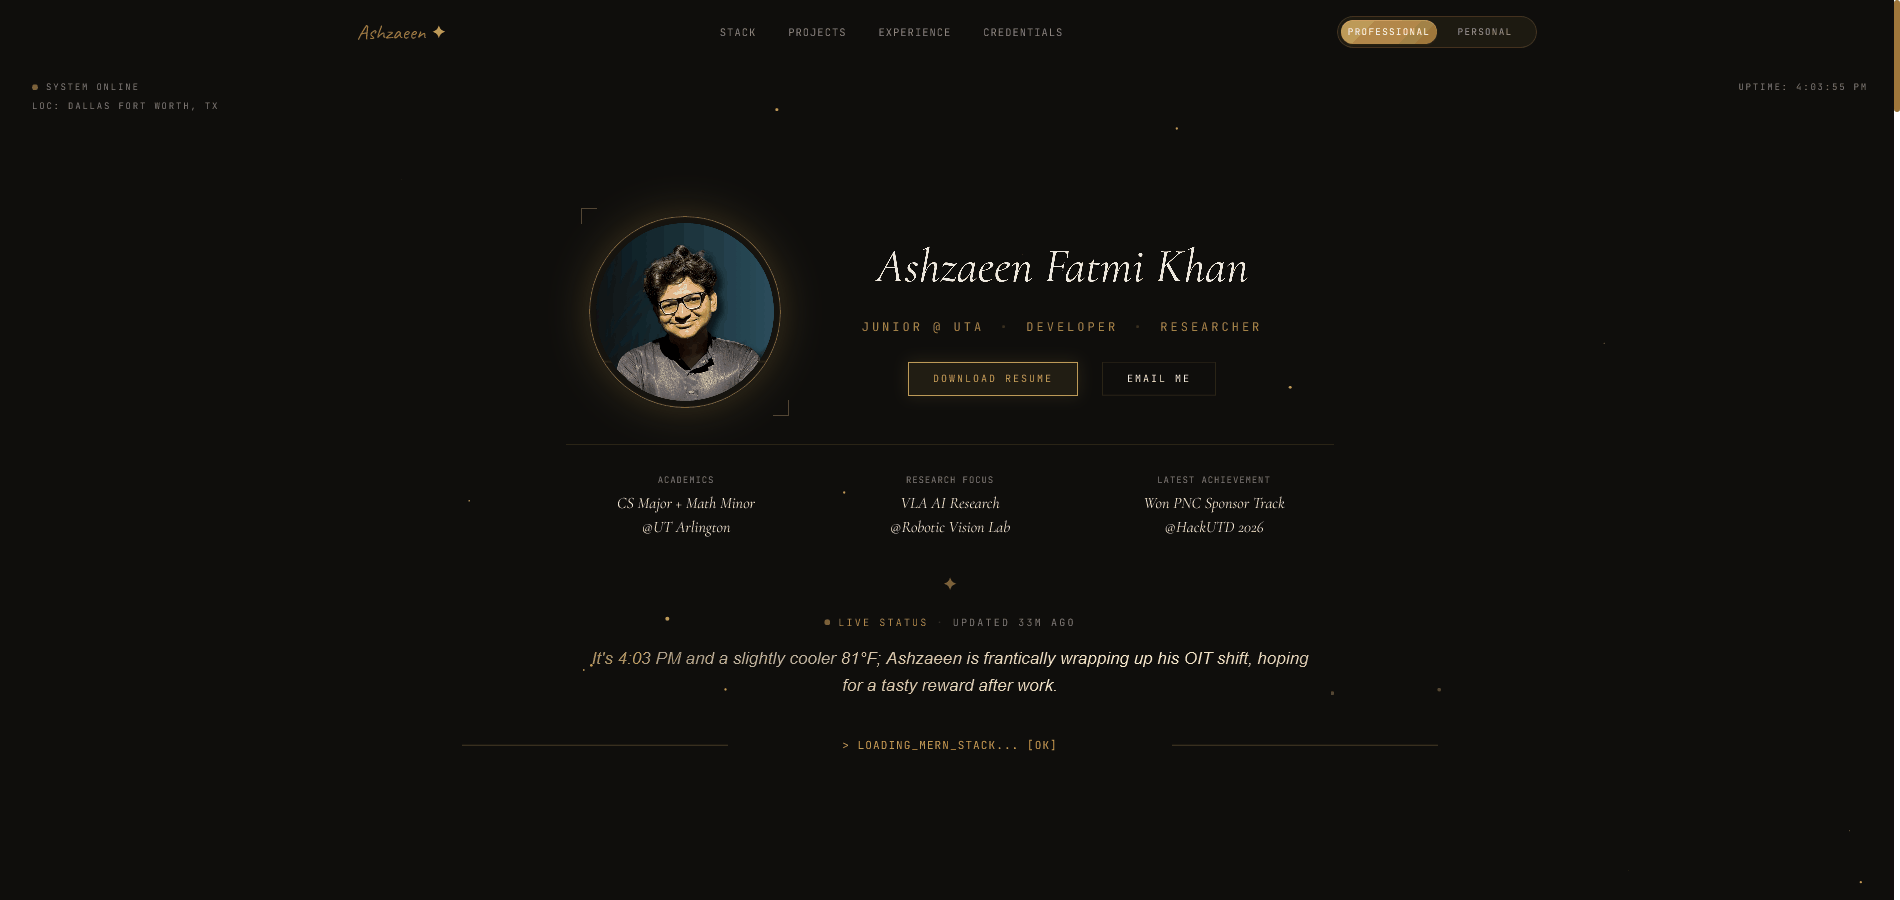 Ashzaeen ✦
STACK PROJECTS EXPERIENCE CREDENTIALS
PROFESSIONAL PERSONAL
SYSTEM ONLINE
LOC: DALLAS FORT WORTH, TX
UPTIME: 4:03:55 PM
Ashzaeen Fatmi Khan
JUNIOR @ UTA • DEVELOPER • RESEARCHER
DOWNLOAD RESUME EMAIL ME
ACADEMICS
CS Major + Math Minor
@UT Arlington
RESEARCH FOCUS
VLA AI Research
@Robotic Vision Lab
LATEST ACHIEVEMENT
Won PNC Sponsor Track
@HackUTD 2026
LIVE STATUS · UPDATED 33M AGO
It's 4:03 PM and a slightly cooler 81°F; Ashzaeen is frantically wrapping up his OIT shift, hoping
for a tasty reward after work.
> LOADING_MERN_STACK... [OK]